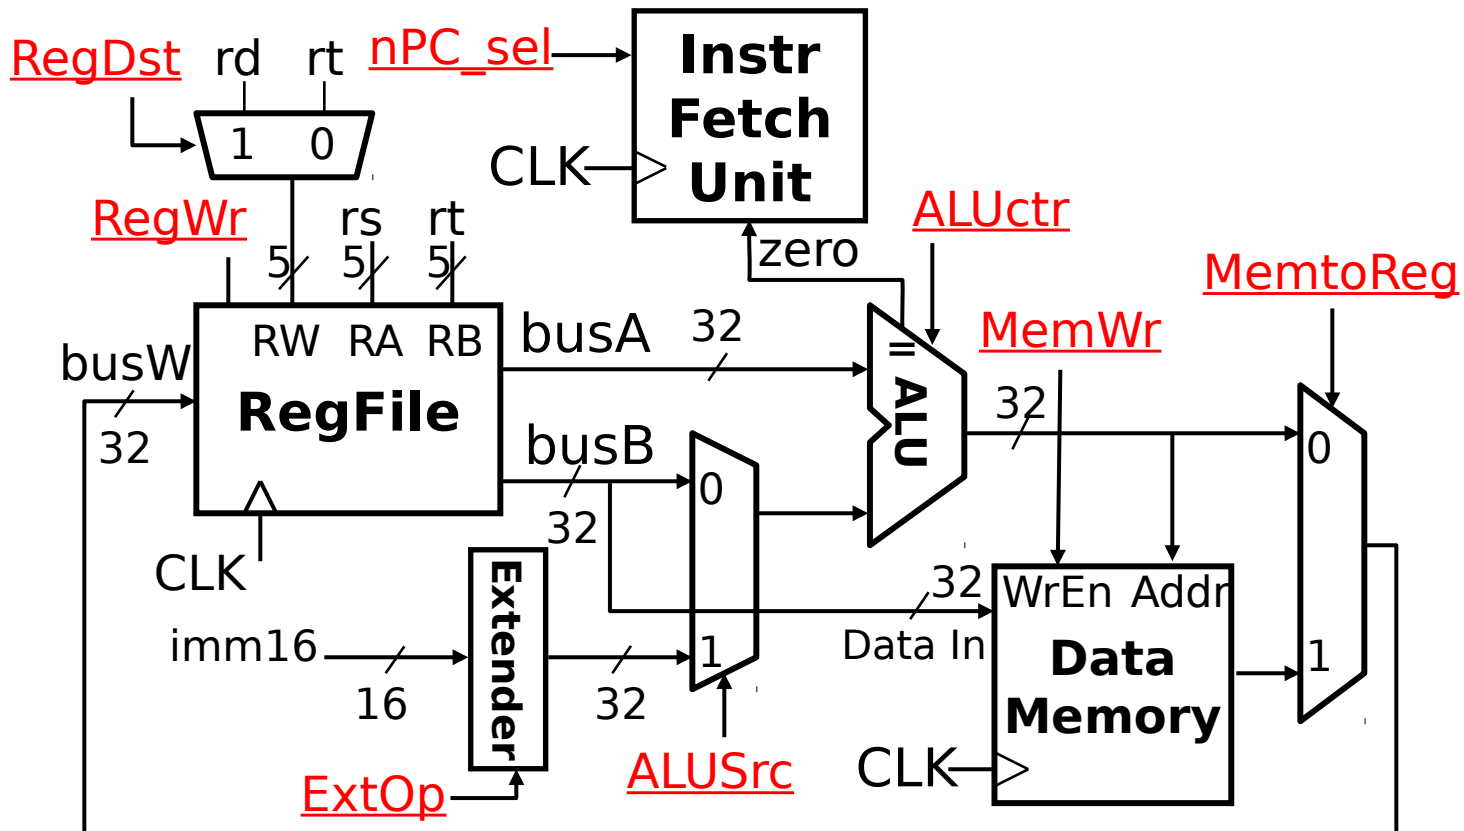 RegDst
rd
rt
nPC_sel
Instr
Fetch
Unit
1
0
CLK
RegWr
rs
rt
ALUctr
5
5
5
zero
MemtoReg
RW
RA
RB
busA
32
MemWr
busW
RegFile
= ALU
32
32
busB
0
0
32
CLK
Extender
32
WrEn
Addr
imm16
1
Data In
Data
Memory
1
16
32
ExtOp
ALUSrc
CLK